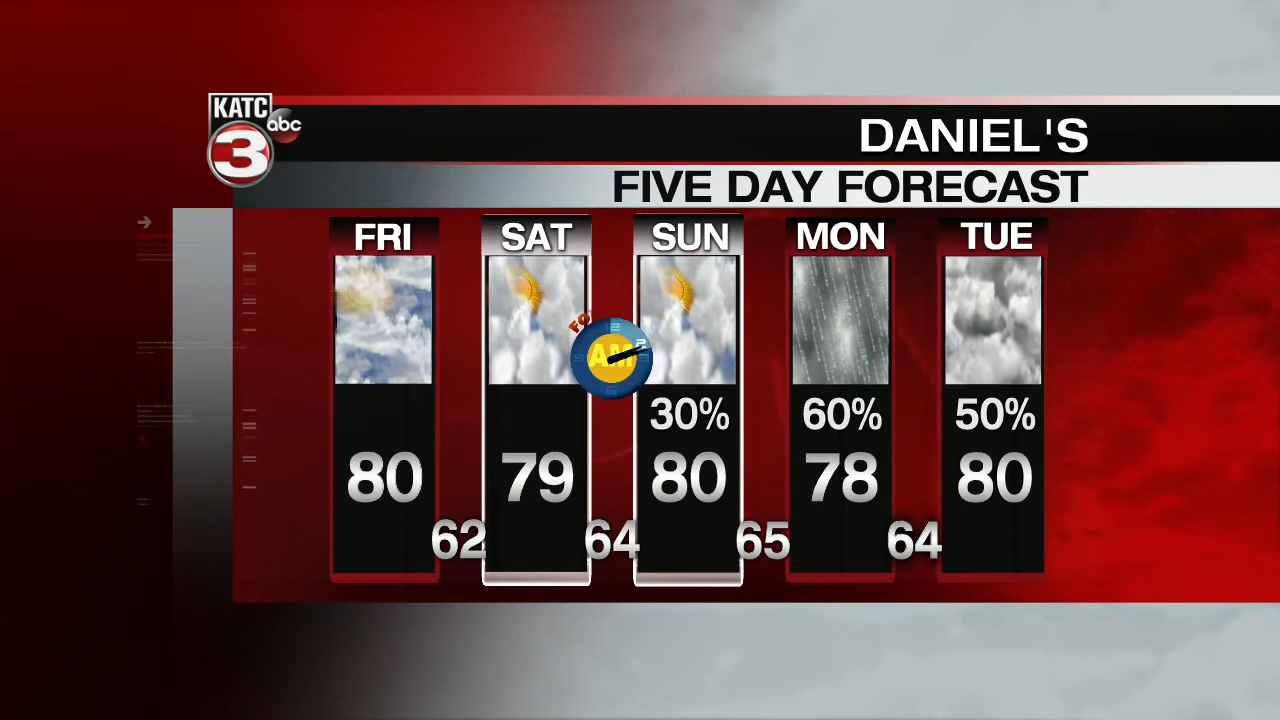 KATC
abc
3
DANIEL'S
FIVE DAY FORECAST
FRI SAT SUN MON TUE
AM
30% 60% 50%
80 79 80 78 80
62 64 65 64